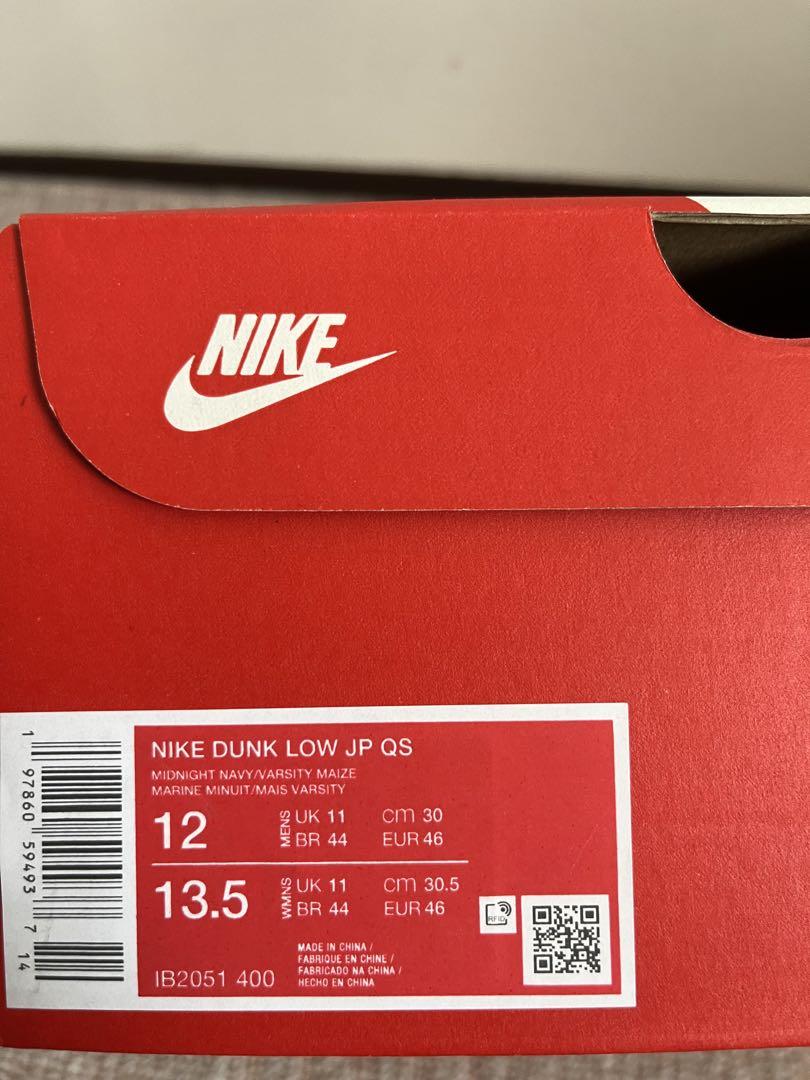 NIKE
NIKE DUNK LOW JP QS
MIDNIGHT NAVY/VARSITY MAIZE
MARINE MINUIT/MAIS VARSITY
12 MENS UK 11 cm 30
BR 44 EUR 46
13.5 WMNS UK 11 cm 30.5
BR 44 EUR 46
RFID
IB2051 400
MADE IN CHINA /
FABRIQUE EN CHINE /
FABRICADO NA CHINA /
HECHO EN CHINA
1 97860 59493 7 14